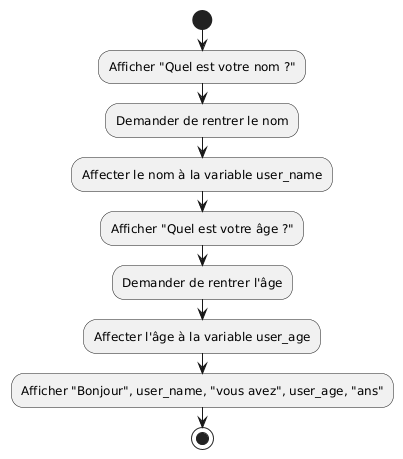 Afficher "Quel est votre nom ?"
Demander de rentrer le nom
Affecter le nom à la variable user_name
Afficher "Quel est votre âge ?"
Demander de rentrer l'âge
Affecter l'âge à la variable user_age
Afficher "Bonjour", user_name, "vous avez", user_age, "ans"